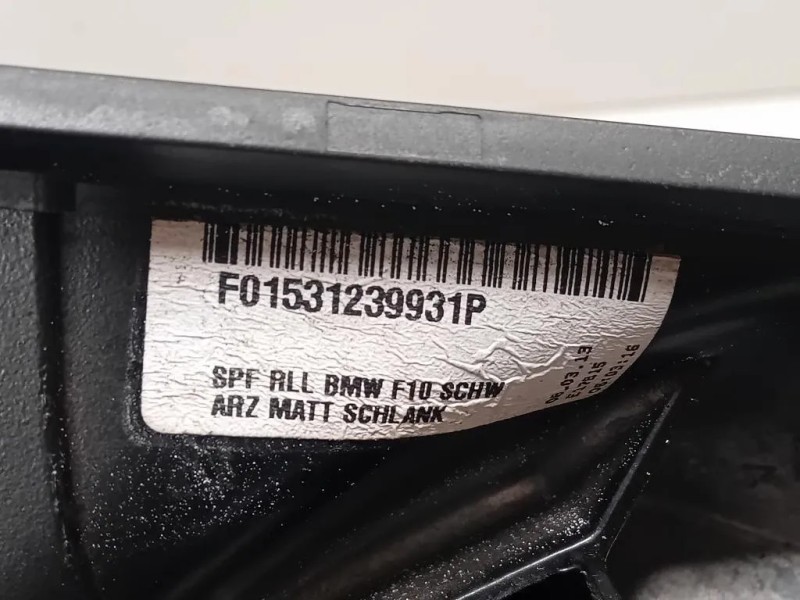 F01531239931P
SPF RLL BMW F10 SCHW
ARZ MATT SCHLANK